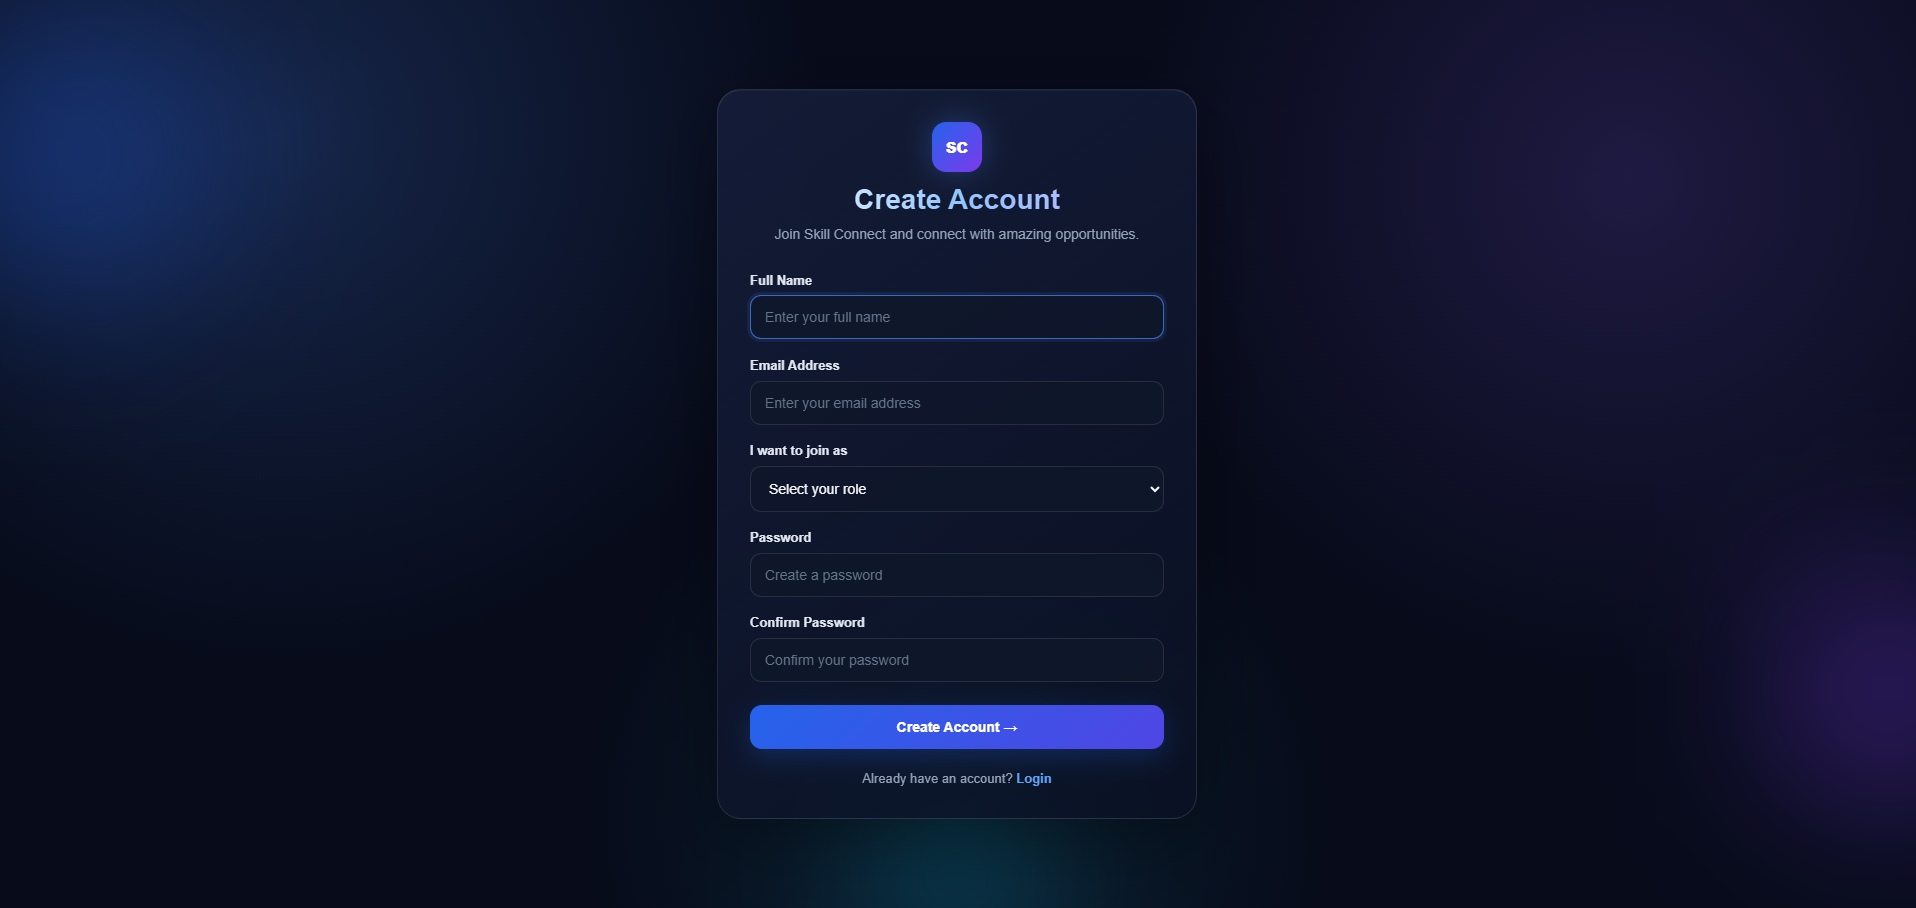 SC
Create Account
Join Skill Connect and connect with amazing opportunities.
Full Name
Enter your full name
Email Address
Enter your email address
I want to join as
Select your role
Password
Create a password
Confirm Password
Confirm your password
Create Account →
Already have an account? Login